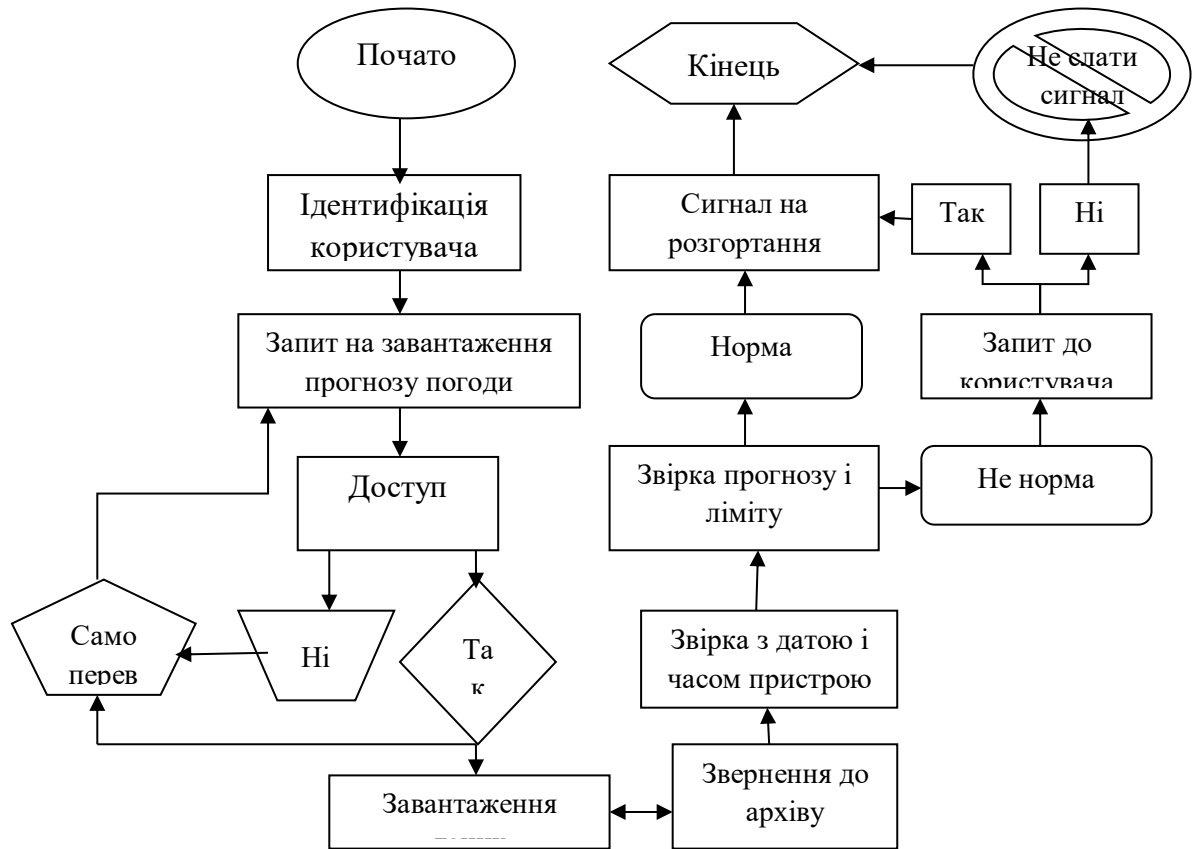 Почато
Ідентифікація
користувача
Запит на завантаження
прогнозу погоди
Доступ
Само
перев
Ні
Та
к
Завантаження
Кінець
Не слати
сигнал
Сигнал на
розгортання
Так
Ні
Норма
Запит до
користувача
Звірка прогнозу і
ліміту
Не норма
Звірка з датою і
часом пристрою
Звернення до
архіву